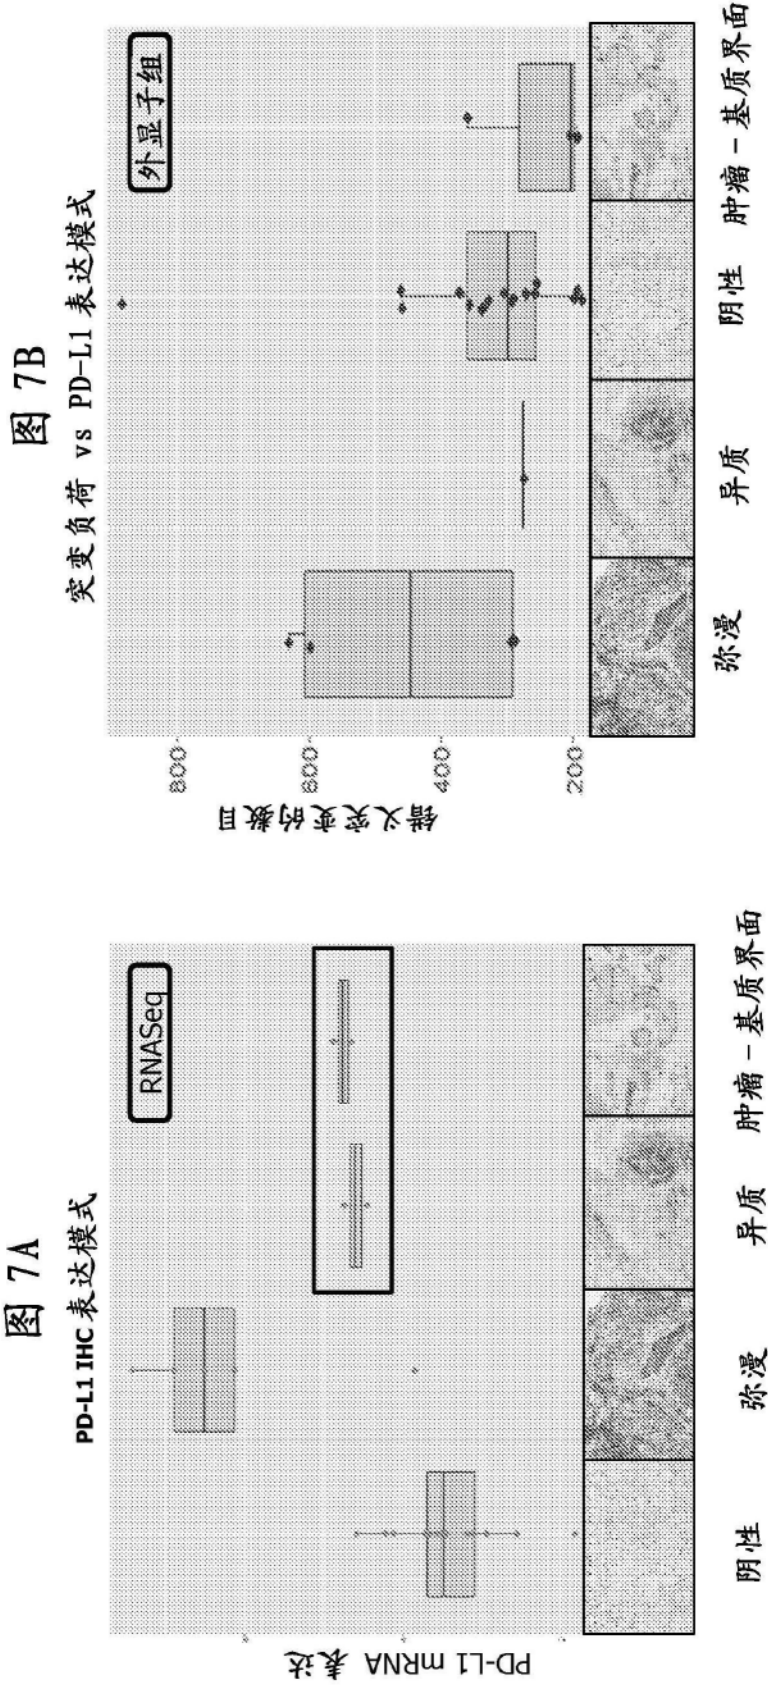 图 7A
PD-L1 IHC 表达模式
RNASeq
PD-L1 mRNA 表达
阴性
弥漫
异质
肿瘤-基质界面
图 7B
突变负荷 vs PD-L1 表达模式
外显子组
错义突变的数目
800
600
400
200
弥漫
异质
阴性
肿瘤-基质界面